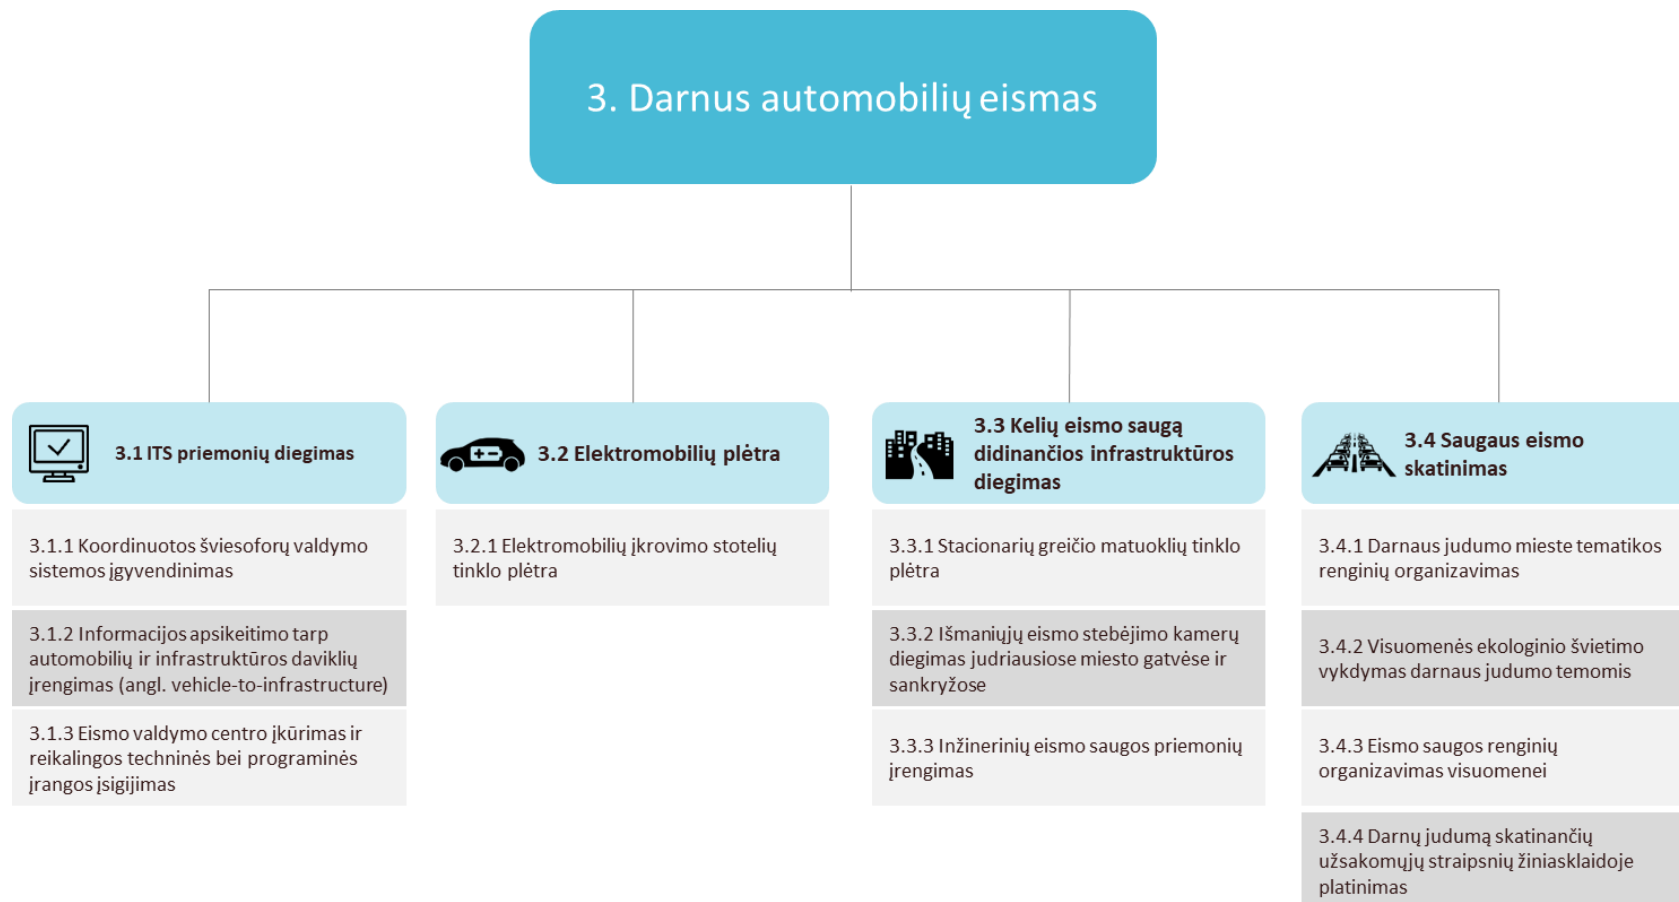 3. Darnus automobilių eismas
3.1 ITS priemonių diegimas
3.1.1 Koordinuotos šviesoforų valdymo
sistemos įgyvendinimas
3.1.2 Informacijos apsikeitimo tarp
automobilių ir infrastruktūros daviklių
įrengimas (angl. vehicle-to-infrastructure)
3.1.3 Eismo valdymo centro įkūrimas ir
reikalingos techninės bei programinės
įrangos įsigijimas
3.2 Elektromobilių plėtra
3.2.1 Elektromobilių įkrovimo stotelių
tinklo plėtra
3.3 Kelių eismo saugą
didinančios infrastruktūros
diegimas
3.3.1 Stacionarių greičio matuoklių tinklo
plėtra
3.3.2 Išmaniųjų eismo stebėjimo kamerų
diegimas judriausiose miesto gatvėse ir
sankryžose
3.3.3 Inžinerinių eismo saugos priemonių
įrengimas
3.4 Saugaus eismo
skatinimas
3.4.1 Darnaus judumo mieste tematikos
renginių organizavimas
3.4.2 Visuomenės ekologinio švietimo
vykdymas darnaus judumo temomis
3.4.3 Eismo saugos renginių
organizavimas visuomenei
3.4.4 Darnų judumą skatinančių
užsakomųjų straipsnių žiniasklaidoje
platinimas